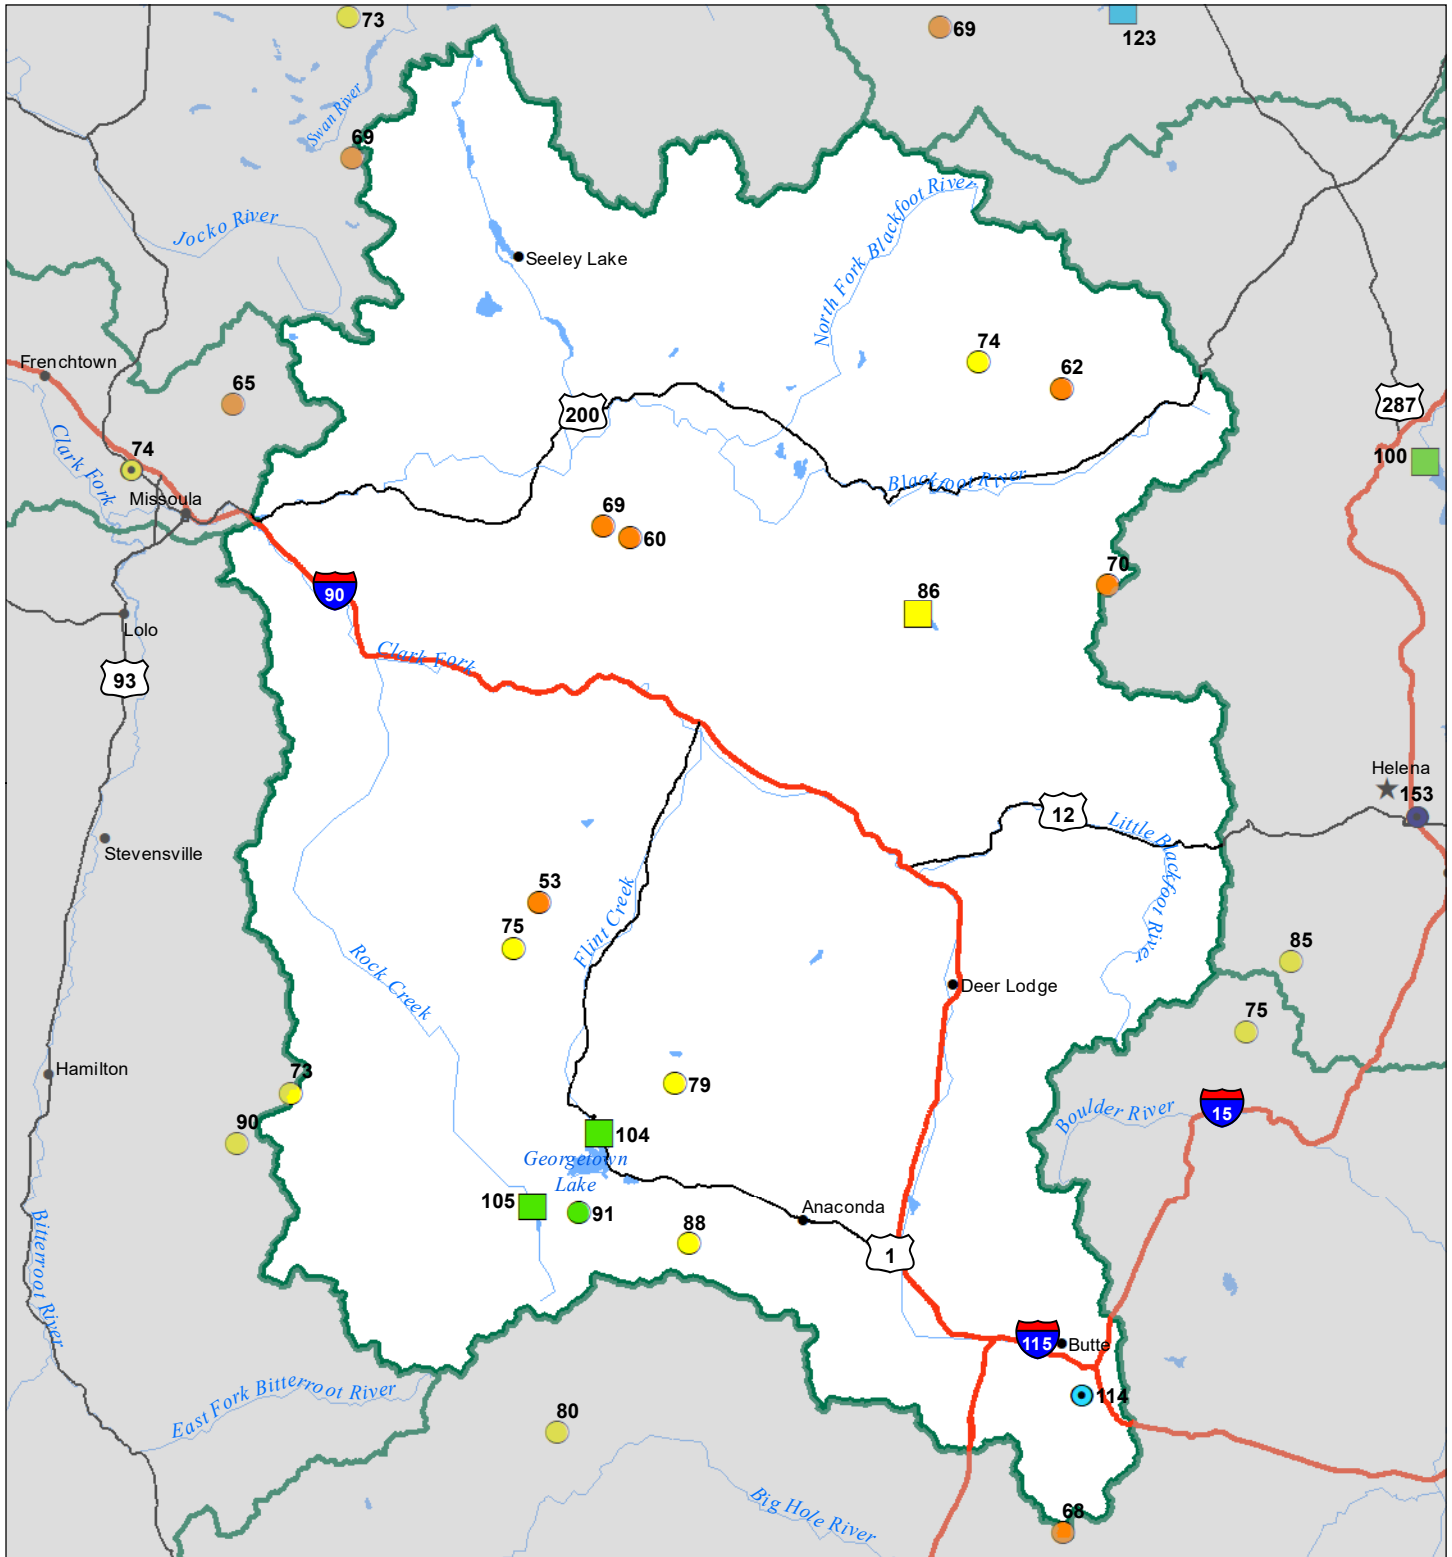 73
69
123
Swan River
69
Jocko River
North Fork Blackfoot River
Seeley Lake
Frenchtown
65
74
62
200
287
74
Clark Fork
100
Missoula
Blackfoot River
69
60
70
86
90
Lolo
Clark Fork
93
Helena
153
12
Little Blackfoot River
Stevensville
53
75
Flint Creek
85
Rock Creek
Deer Lodge
75
Hamilton
73
79
15
Boulder River
90
104
Georgetown
Lake
105
91
Anaconda
88
1
Bitterroot River
115
Butte
114
East Fork Bitterroot River
80
Big Hole River
68